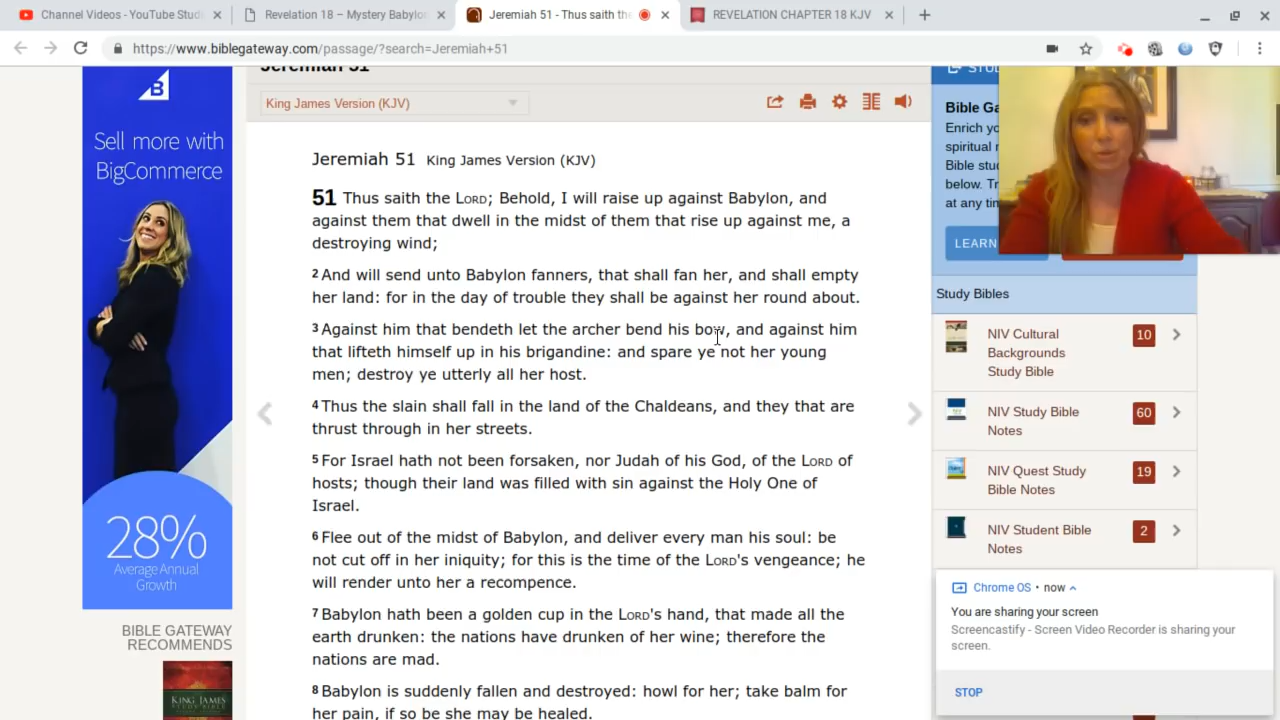 Channel Videos - YouTube Stud
Revelation 18 – Mystery Babylon
Jeremiah 51 - Thus saith the
REVELATION CHAPTER 18 KJV
https://www.biblegateway.com/passage/?search=Jeremiah+51
Jeremiah 51
King James Version (KJV)
Sell more with
BigCommerce
28%
Average Annual
Growth
BIBLE GATEWAY
RECOMMENDS
KING JAMES
Jeremiah 51 King James Version (KJV)
51 Thus saith the LORD; Behold, I will raise up against Babylon, and
against them that dwell in the midst of them that rise up against me, a
destroying wind;
2 And will send unto Babylon fanners, that shall fan her, and shall empty
her land: for in the day of trouble they shall be against her round about.
3 Against him that bendeth let the archer bend his bow, and against him
that lifteth himself up in his brigandine: and spare ye not her young
men; destroy ye utterly all her host.
4 Thus the slain shall fall in the land of the Chaldeans, and they that are
thrust through in her streets.
5 For Israel hath not been forsaken, nor Judah of his God, of the LORD of
hosts; though their land was filled with sin against the Holy One of
Israel.
6 Flee out of the midst of Babylon, and deliver every man his soul: be
not cut off in her iniquity; for this is the time of the LORD's vengeance; he
will render unto her a recompence.
7 Babylon hath been a golden cup in the LORD's hand, that made all the
earth drunken: the nations have drunken of her wine; therefore the
nations are mad.
8 Babylon is suddenly fallen and destroyed: howl for her; take balm for
her pain, if so be she may be healed.
Bible Ga
Enrich yo
spiritual r
Bible stud
below. Tr
at any tim
LEARN
Study Bibles
NIV Cultural
Backgrounds
Study Bible
10
NIV Study Bible
Notes
60
NIV Quest Study
Bible Notes
19
NIV Student Bible
Notes
2
Chrome OS • now
You are sharing your screen
Screencastify - Screen Video Recorder is sharing your
screen.
STOP